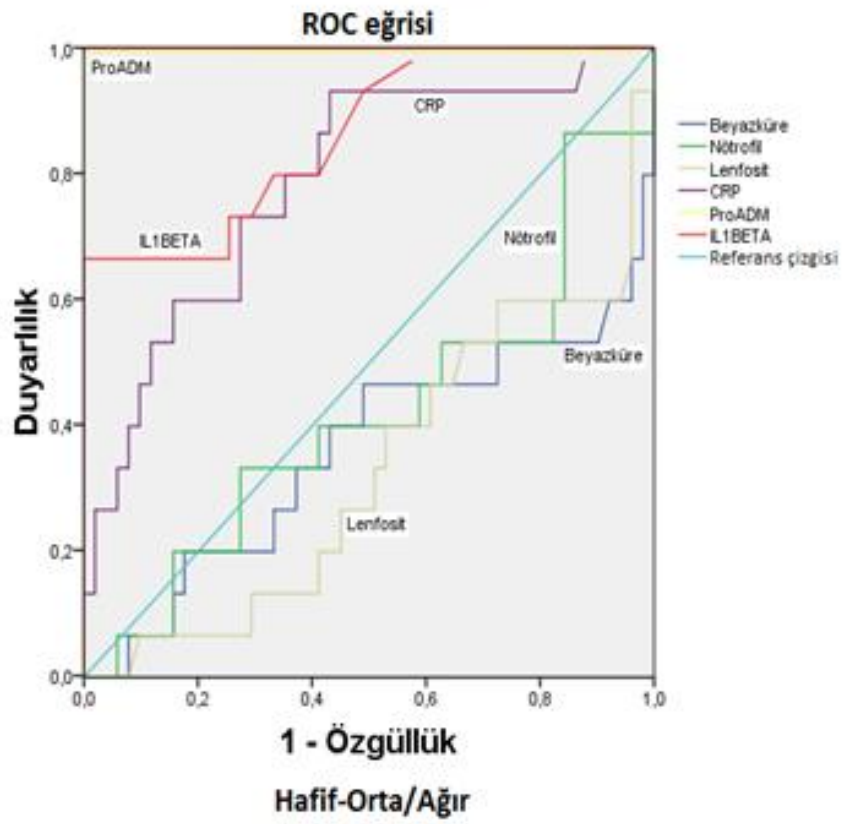 ROC eğrisi
1,0
0,8
0,6
0,4
0,2
0,0
0,0 0,2 0,4 0,6 0,8 1,0
Duyarlılık
ProADM
CRP
IL1BETA
Nötrofil
Beyazküre
Lenfosit
Beyazküre
Nötrofil
Lenfosit
CRP
ProADM
IL1BETA
Referans çizgisi
1 - Özgüllük
Hafif-Orta/Ağır